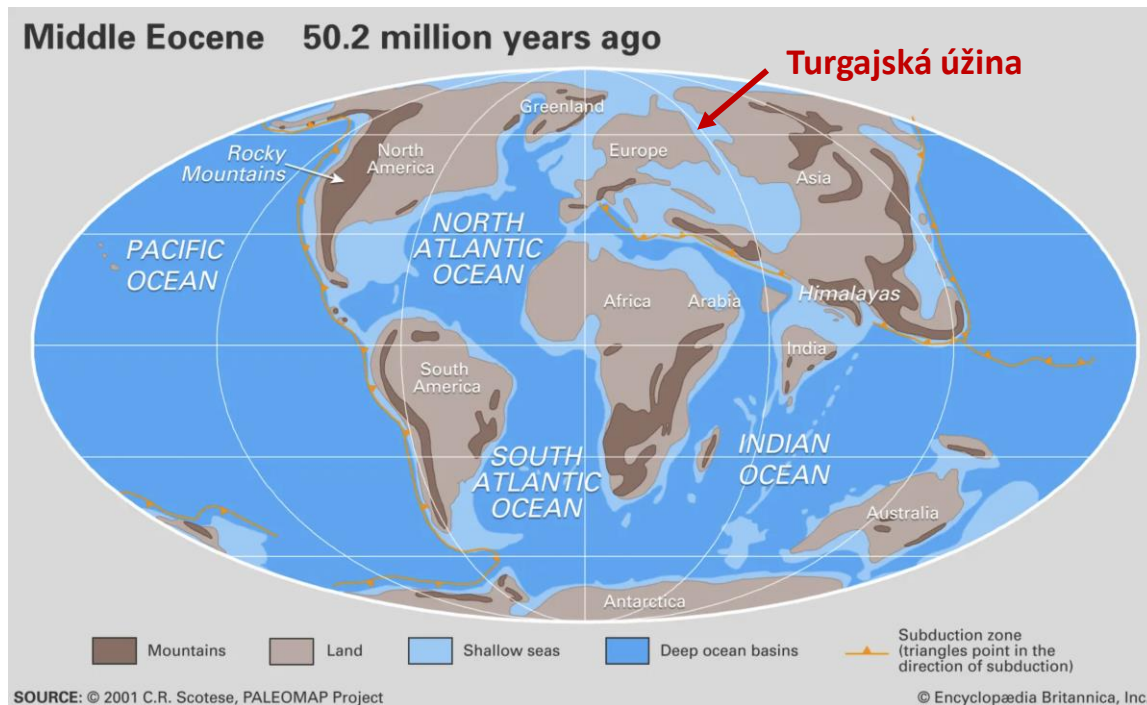 Middle Eocene 50.2 million years ago
Turgajská úžina
Greenland
Rocky
Mountains
North
America
Europe
Asia
PACIFIC
OCEAN
NORTH
ATLANTIC
OCEAN
Africa
Arabia
Himalayas
India
South
America
SOUTH
ATLANTIC
OCEAN
INDIAN
OCEAN
Australia
Antarctica
Mountains
Land
Shallow seas
Deep ocean basins
Subduction zone
(triangles point in the
direction of subduction)
SOURCE: © 2001 C.R. Scotese, PALEOMAP Project
© Encyclopædia Britannica, Inc